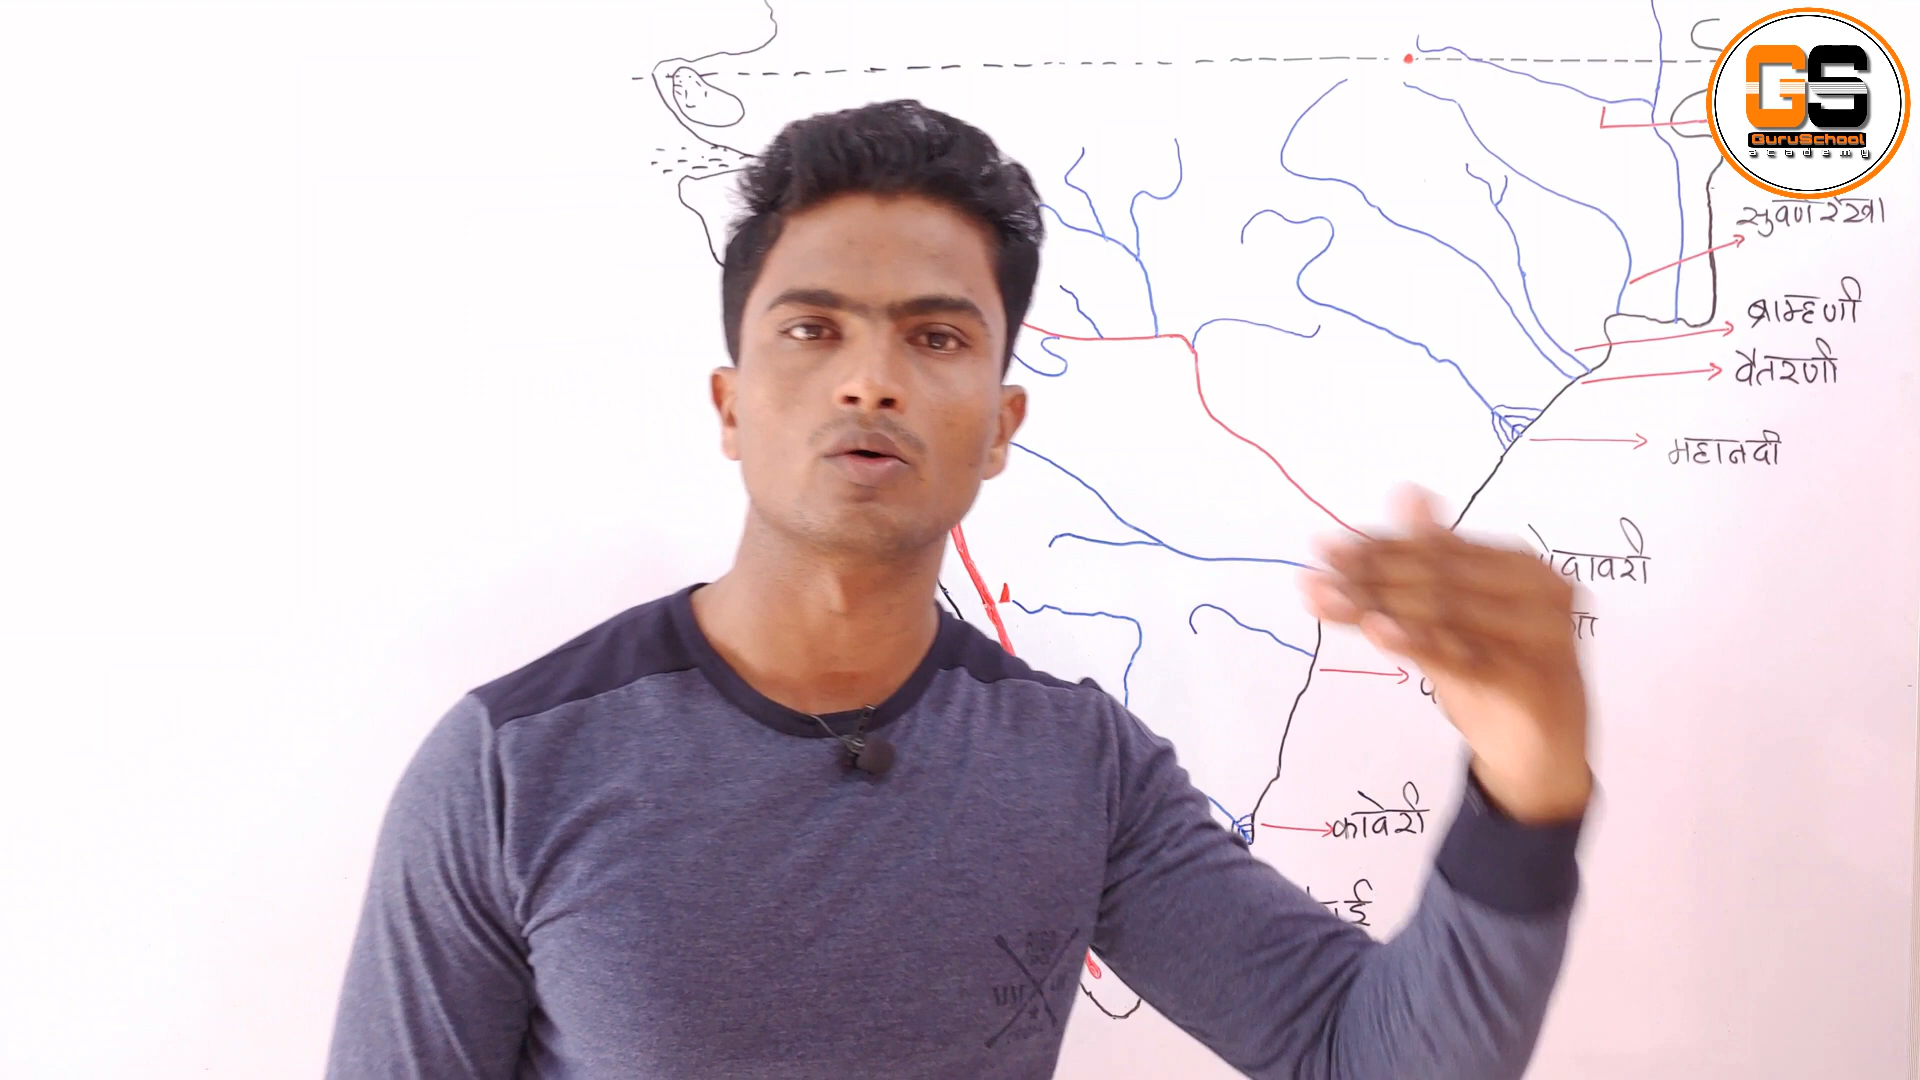 GS
GuruSchool
academy
सुवर्णरेखा
ब्राम्हणी
वैतरणी
महानदी
कावेरी